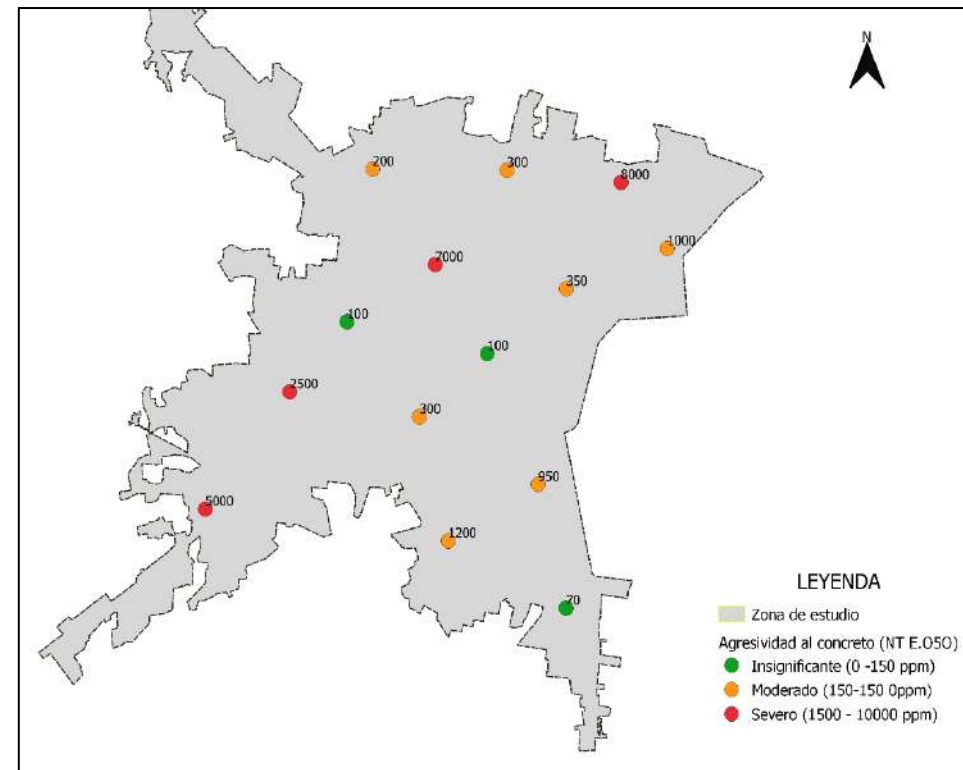 N
200
300
8000
1000
7000
350
100
100
2500
300
950
5000
1200
70
LEYENDA
Zona de estudio
Agresividad al concreto (NT E.O5O)
Insignificante (0 -150 ppm)
Moderado (150-150 0ppm)
Severo (1500 - 10000 ppm)